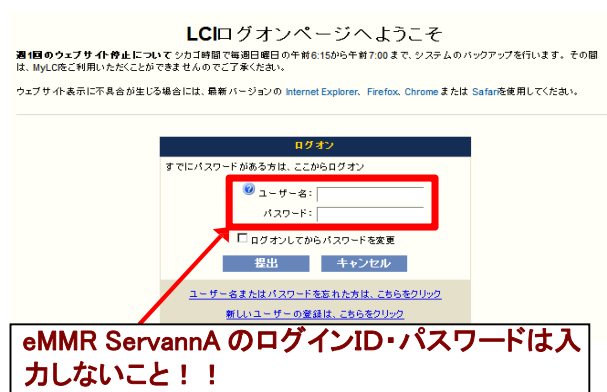 LCIログオンページへようこそ
週1回のウェブサイト停止について シカゴ時間で毎週日曜日の午前6:15から午前7:00まで、システムのバックアップを行います。その間
は、MyLCIをご利用いただくことができませんのでご了承ください。
ウェブサイト表示に不具合が生じる場合には、最新バージョンの Internet Explorer、Firefox、Chrome または Safariを使用してください。
ログオン
すでにパスワードがある方は、ここからログオン
ユーザー名:
パスワード:
ログオンしてからパスワードを変更
提出 キャンセル
ユーザー名またはパスワードを忘れた方は、こちらをクリック
新しいユーザーの登録は、こちらをクリック
eMMR ServannA のログインID・パスワードは入
力しないこと！！